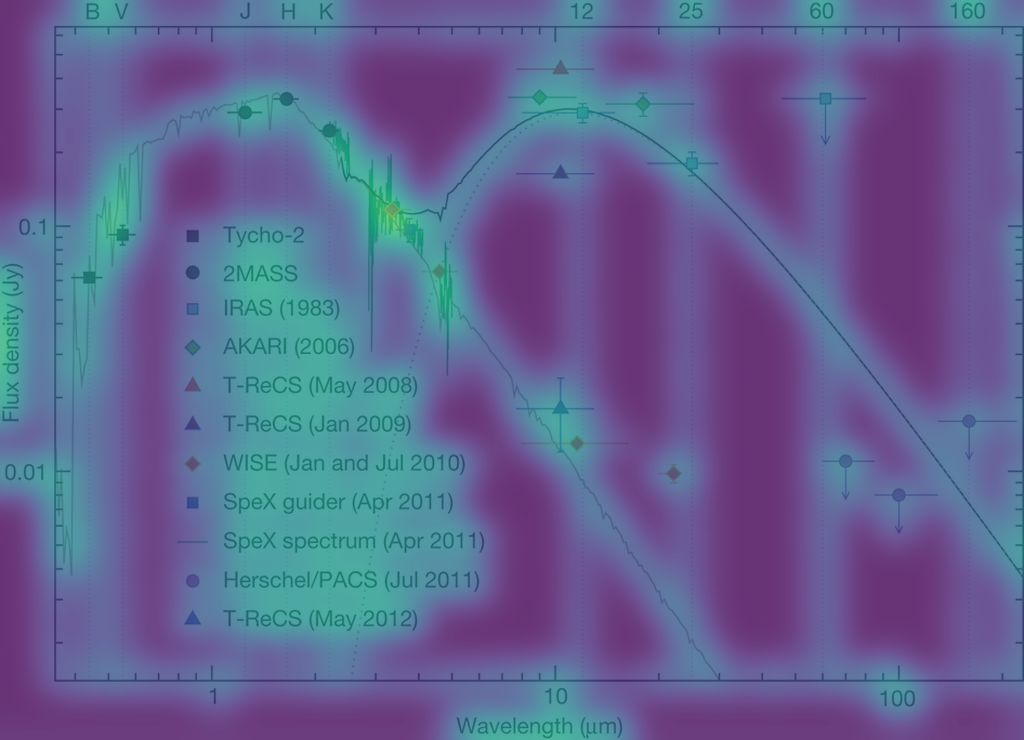 B V J H K 12 25 60 160
0.1
0.01
Flux density (Jy)
Tycho-2
2MASS
IRAS (1983)
AKARI (2006)
T-ReCS (May 2008)
T-ReCS (Jan 2009)
WISE (Jan and Jul 2010)
SpeX guider (Apr 2011)
SpeX spectrum (Apr 2011)
Herschel/PACS (Jul 2011)
T-ReCS (May 2012)
1 10 100
Wavelength (μm)